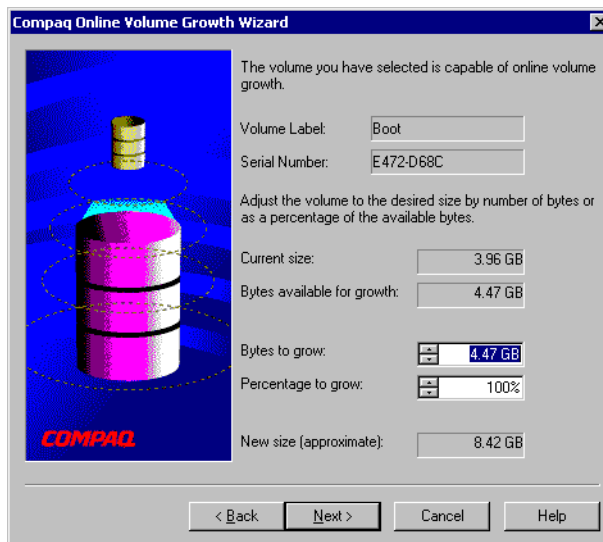 Compaq Online Volume Growth Wizard
The volume you have selected is capable of online volume
growth.
Volume Label: Boot
Serial Number: E472-D68C
Adjust the volume to the desired size by number of bytes or
as a percentage of the available bytes.
Current size: 3.96 GB
Bytes available for growth: 4.47 GB
Bytes to grow: 4.47 GB
Percentage to grow: 100%
COMPAQ
New size (approximate): 8.42 GB
< Back Next > Cancel Help